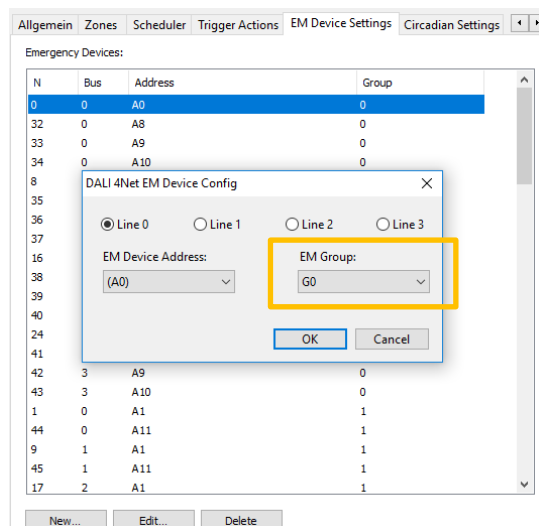 Allgemein Zones Scheduler Trigger Actions EM Device Settings Circadian Settings
Emergency Devices:
N Bus Address Group
0 0 A0 0
32 0 A8 0
33 0 A9 0
34 0 A10 0
8
35
36
37
16
38
39
40
24
41
DALI 4Net EM Device Config
Line 0 Line 1 Line 2 Line 3
EM Device Address: EM Group:
(A0) G0
OK Cancel
42 3 A9 0
43 3 A10 0
1 0 A1 1
44 0 A11 1
9 1 A1 1
45 1 A11 1
17 2 A1 1
New... Edit... Delete